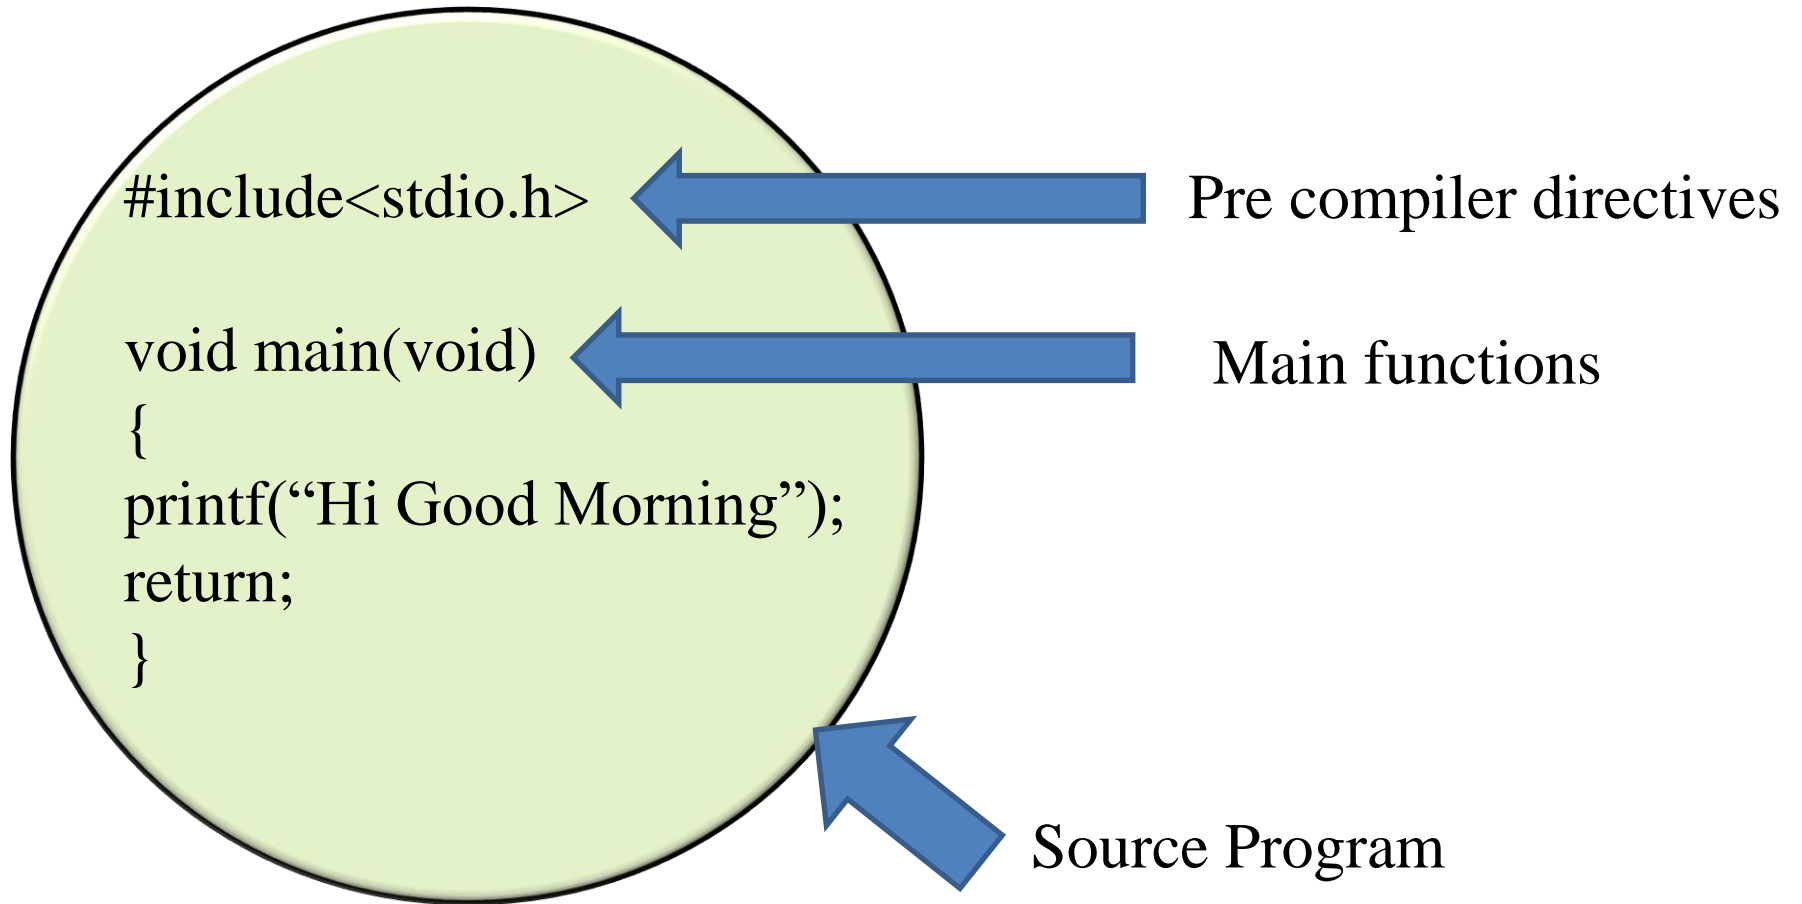 #include<stdio.h>
Pre compiler directives
void main(void)
Main functions
{
printf(“Hi Good Morning”);
return;
}
Source Program